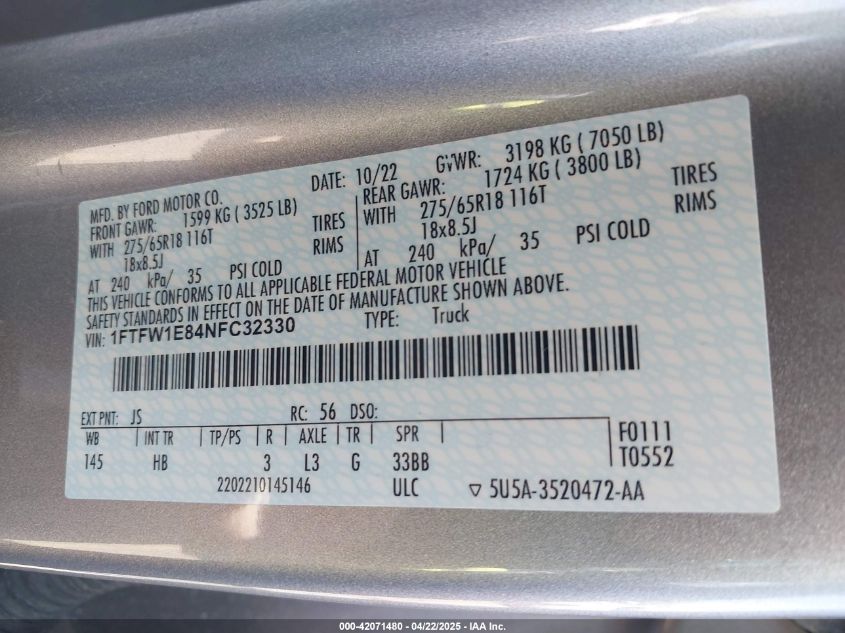 MFD. BY FORD MOTOR CO.
DATE: 10/22 GVWR: 3198 KG ( 7050 LB)
FRONT GAWR: 1599 KG ( 3525 LB)
WITH 275/65R18 116T TIRES
18x8.5J RIMS
AT 240 kPa/ 35 PSI COLD
REAR GAWR: 1724 KG ( 3800 LB)
WITH 275/65R18 116T TIRES
18x8.5J RIMS
AT 240 kPa/ 35 PSI COLD
THIS VEHICLE CONFORMS TO ALL APPLICABLE FEDERAL MOTOR VEHICLE
SAFETY STANDARDS IN EFFECT ON THE DATE OF MANUFACTURE SHOWN ABOVE.
VIN: 1FTFW1E84NFC32330 TYPE: Truck
EXT PNT: JS RC: 56 DSO:
WB INT TR TP/PS R AXLE TR SPR
145 HB 3 L3 G 33BB
F0111
T0552
2202210145146 ULC ▽ 5U5A-3520472-AA
000-42071480 - 04/22/2025 - IAA Inc.